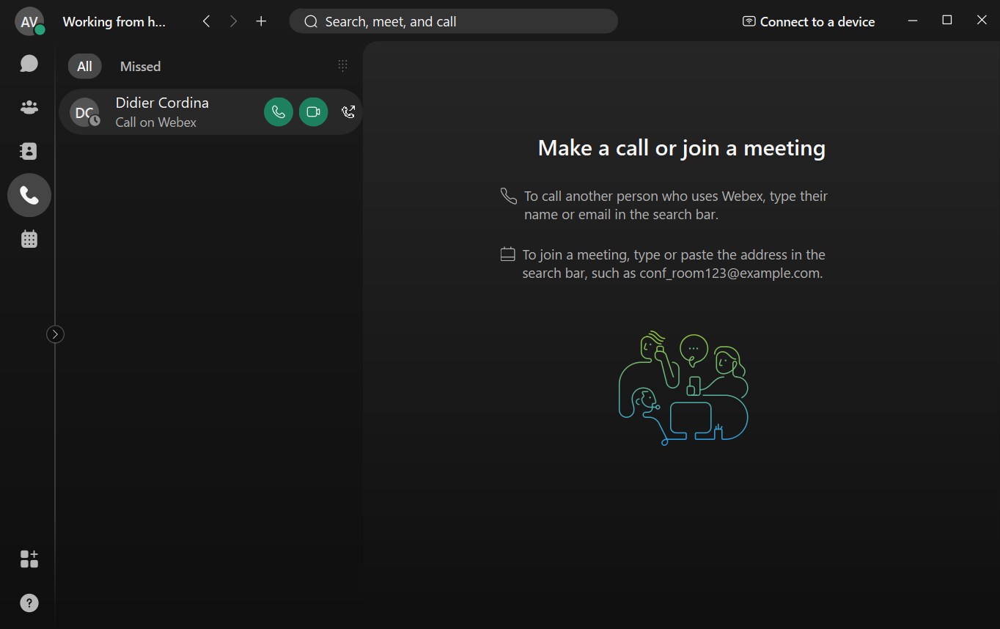 AV Working from h... Search, meet, and call Connect to a device
All Missed
DC Didier Cordina
Call on Webex
Make a call or join a meeting
To call another person who uses Webex, type their
name or email in the search bar.
To join a meeting, type or paste the address in the
search bar, such as conf_room123@example.com.
?